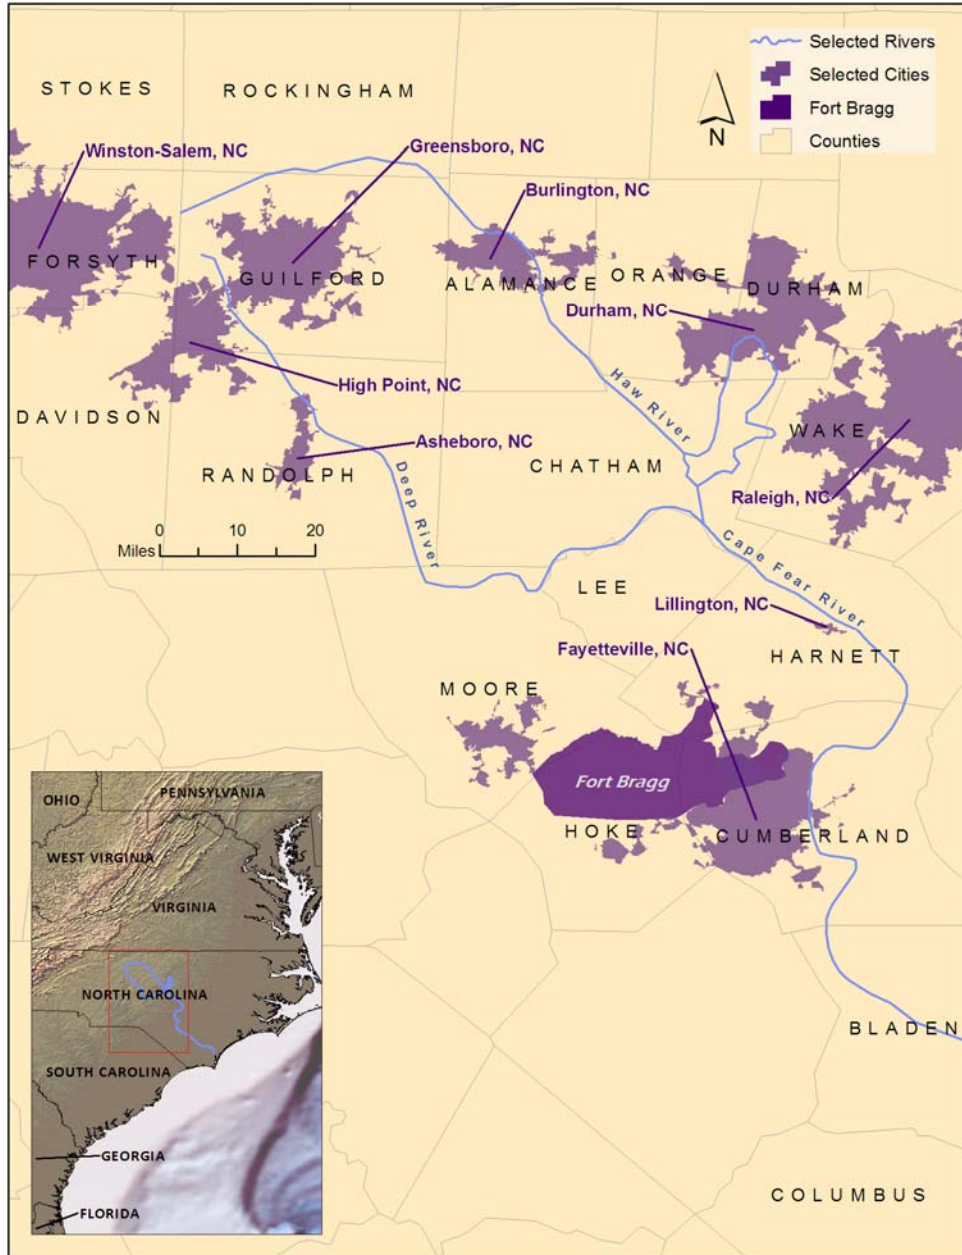 Selected Rivers
Selected Cities
Fort Bragg
Counties
N
STOKES
ROCKINGHAM
Winston-Salem, NC
Greensboro, NC
Burlington, NC
FORSYTH
GUILFORD
ALAMANCE
ORANGE
DURHAM
Durham, NC
High Point, NC
Haw River
DAVIDSON
WAKE
Asheboro, NC
RANDOLPH
CHATHAM
Deep River
Raleigh, NC
0 10 20
Miles
Cape Fear River
LEE
Lillington, NC
HARNETT
Fayetteville, NC
MOORE
Fort Bragg
HOKE
CUMBERLAND
BLADEN
COLUMBUS
OHIO
PENNSYLVANIA
WEST VIRGINIA
VIRGINIA
NORTH CAROLINA
SOUTH CAROLINA
GEORGIA
FLORIDA